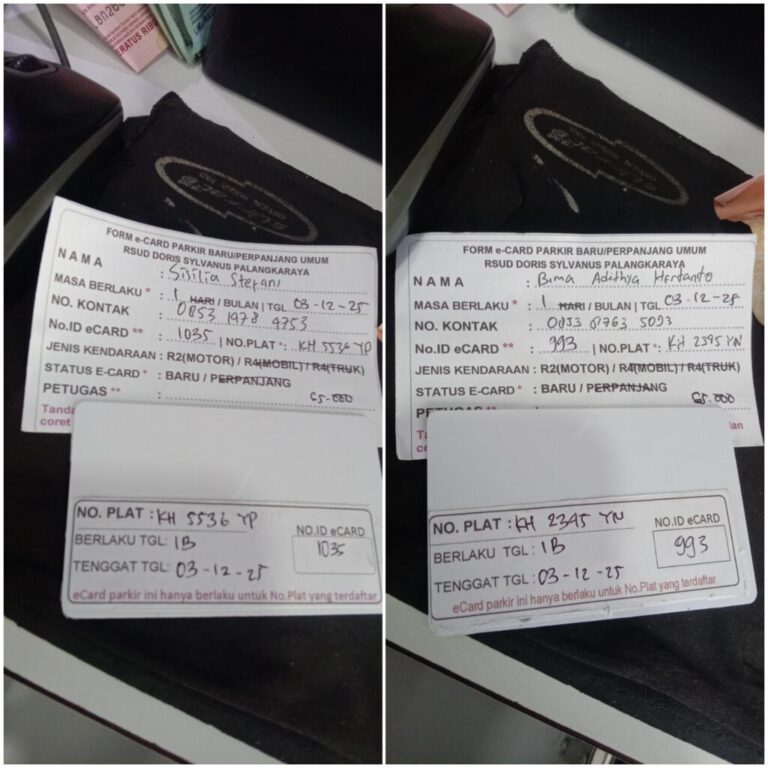 ERATUS RIB
FORM e-CARD PARKIR BARU/PERPANJANG UMUM
RSUD DORIS SYLVANUS PALANGKARAYA
NAMA : Sisilia Stefani
MASA BERLAKU * : 1 HARI / BULAN | TGL 03-12-25
NO. KONTAK : 0853 1978 4753
No.ID eCARD ** : 1035 | NO.PLAT* : KH 5536 YP
JENIS KENDARAAN : R2(MOTOR) / R4(MOBIL) / R4(TRUK)
STATUS E-CARD * : BARU / PERPANJANG
PETUGAS ** : 65.000
Tanda
coret
NO. PLAT : KH 5536 YP
NO.ID eCARD
1035
BERLAKU TGL: 1B
TENGGAT TGL: 03-12-25
eCard parkir ini hanya berlaku untuk No.Plat yang terdaftar
FORM e-CARD PARKIR BARU/PERPANJANG UMUM
RSUD DORIS SYLVANUS PALANGKARAYA
NAMA : Bima Adithya Hertanto
MASA BERLAKU * : 1 HARI / BULAN | TGL 03-12-25
NO. KONTAK : 0853 8763 5093
No.ID eCARD ** : 993 | NO.PLAT* : KH 2395 YN
JENIS KENDARAAN : R2(MOTOR) / R4(MOBIL) / R4(TRUK)
STATUS E-CARD * : BARU / PERPANJANG
PETUGAS ** 65.000
NO. PLAT : KH 2395 YN
NO.ID eCARD
993
BERLAKU TGL : 1B
TENGGAT TGL : 03-12-25
eCard parkir ini hanya berlaku untuk No.Plat yang terdaftar